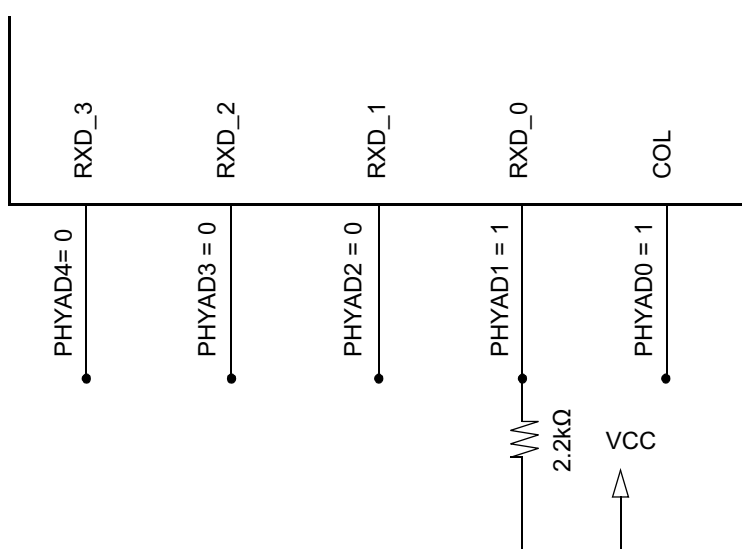 RXD_3
RXD_2
RXD_1
RXD_0
COL
PHYAD4= 0
PHYAD3 = 0
PHYAD2 = 0
PHYAD1 = 1
PHYAD0 = 1
2.2kΩ
VCC